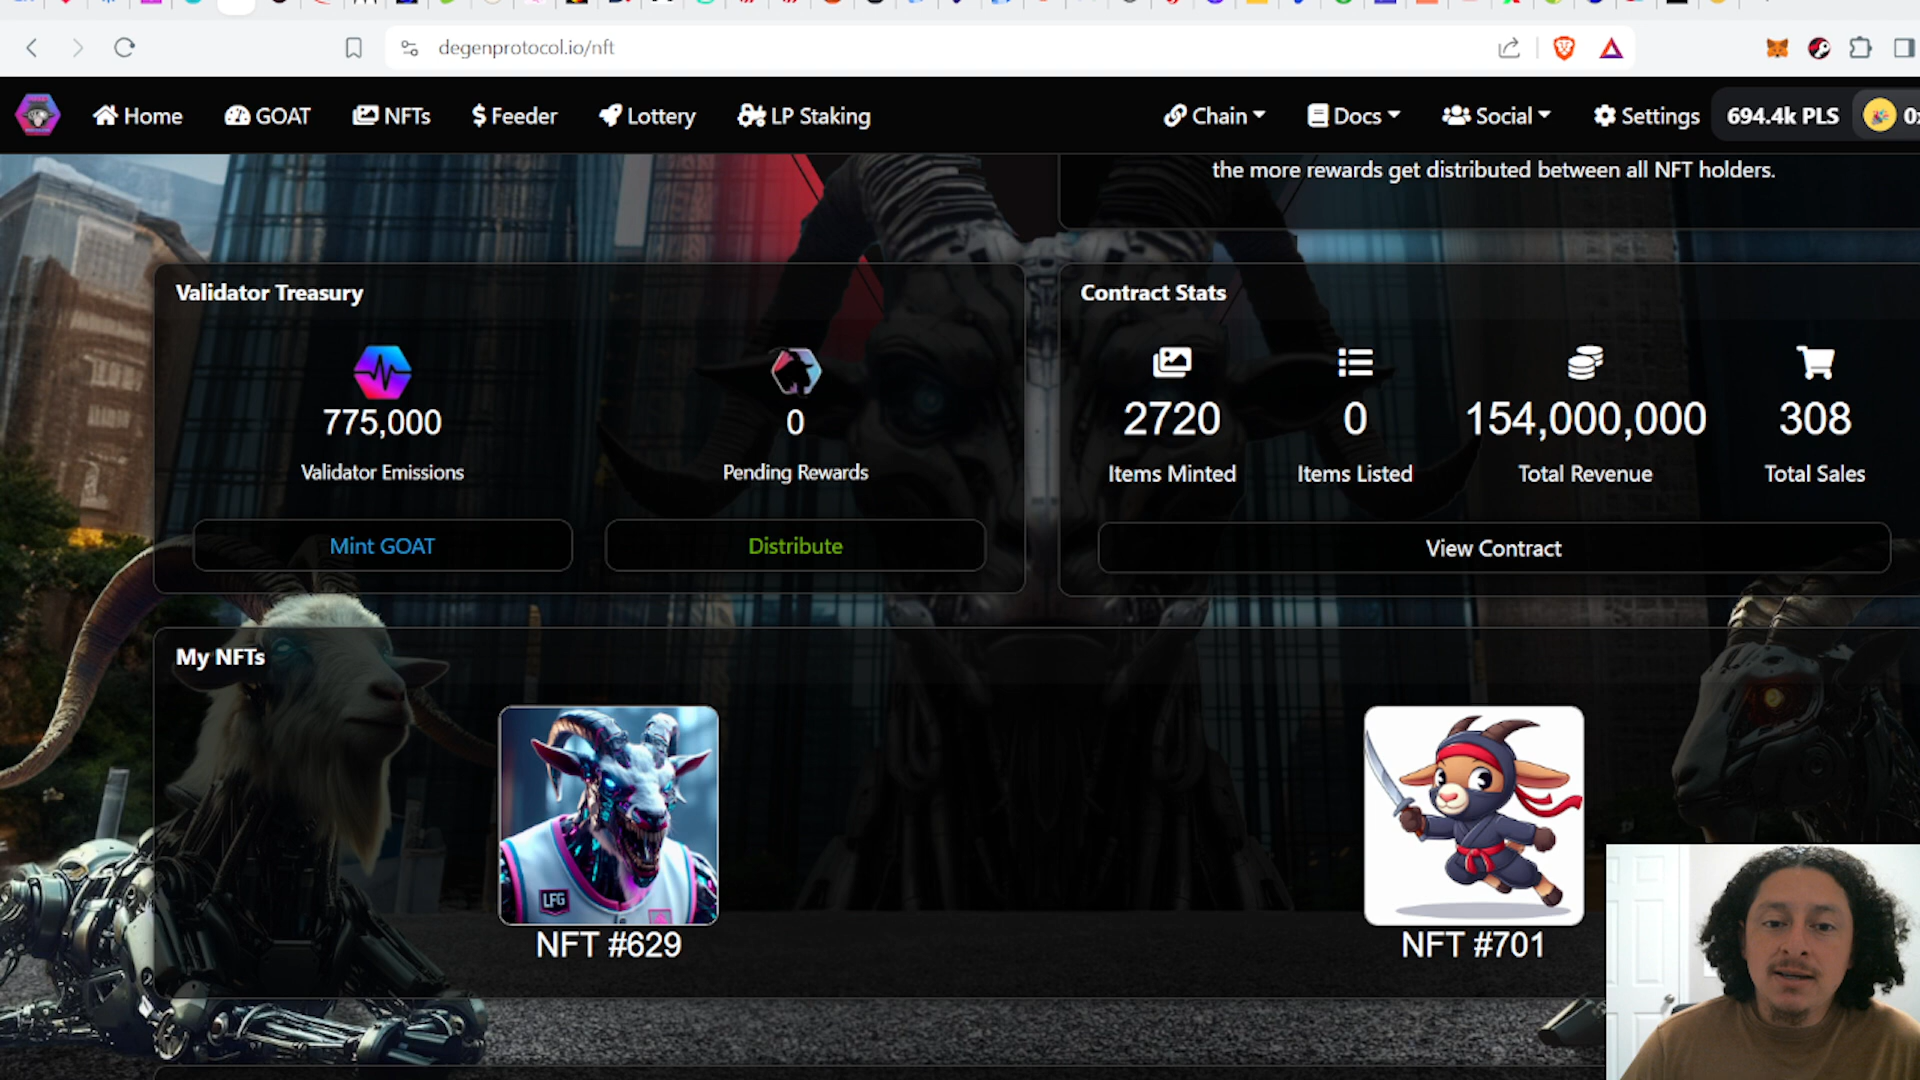 degenprotocol.io/nft
Home GOAT NFTs $ Feeder Lottery LP Staking Chain Docs Social Settings 694.4k PLS
the more rewards get distributed between all NFT holders.
Validator Treasury
775,000
Validator Emissions
0
Pending Rewards
Mint GOAT
Distribute
Contract Stats
2720
Items Minted
0
Items Listed
154,000,000
Total Revenue
308
Total Sales
View Contract
My NFTs
LFG
NFT #629
NFT #701